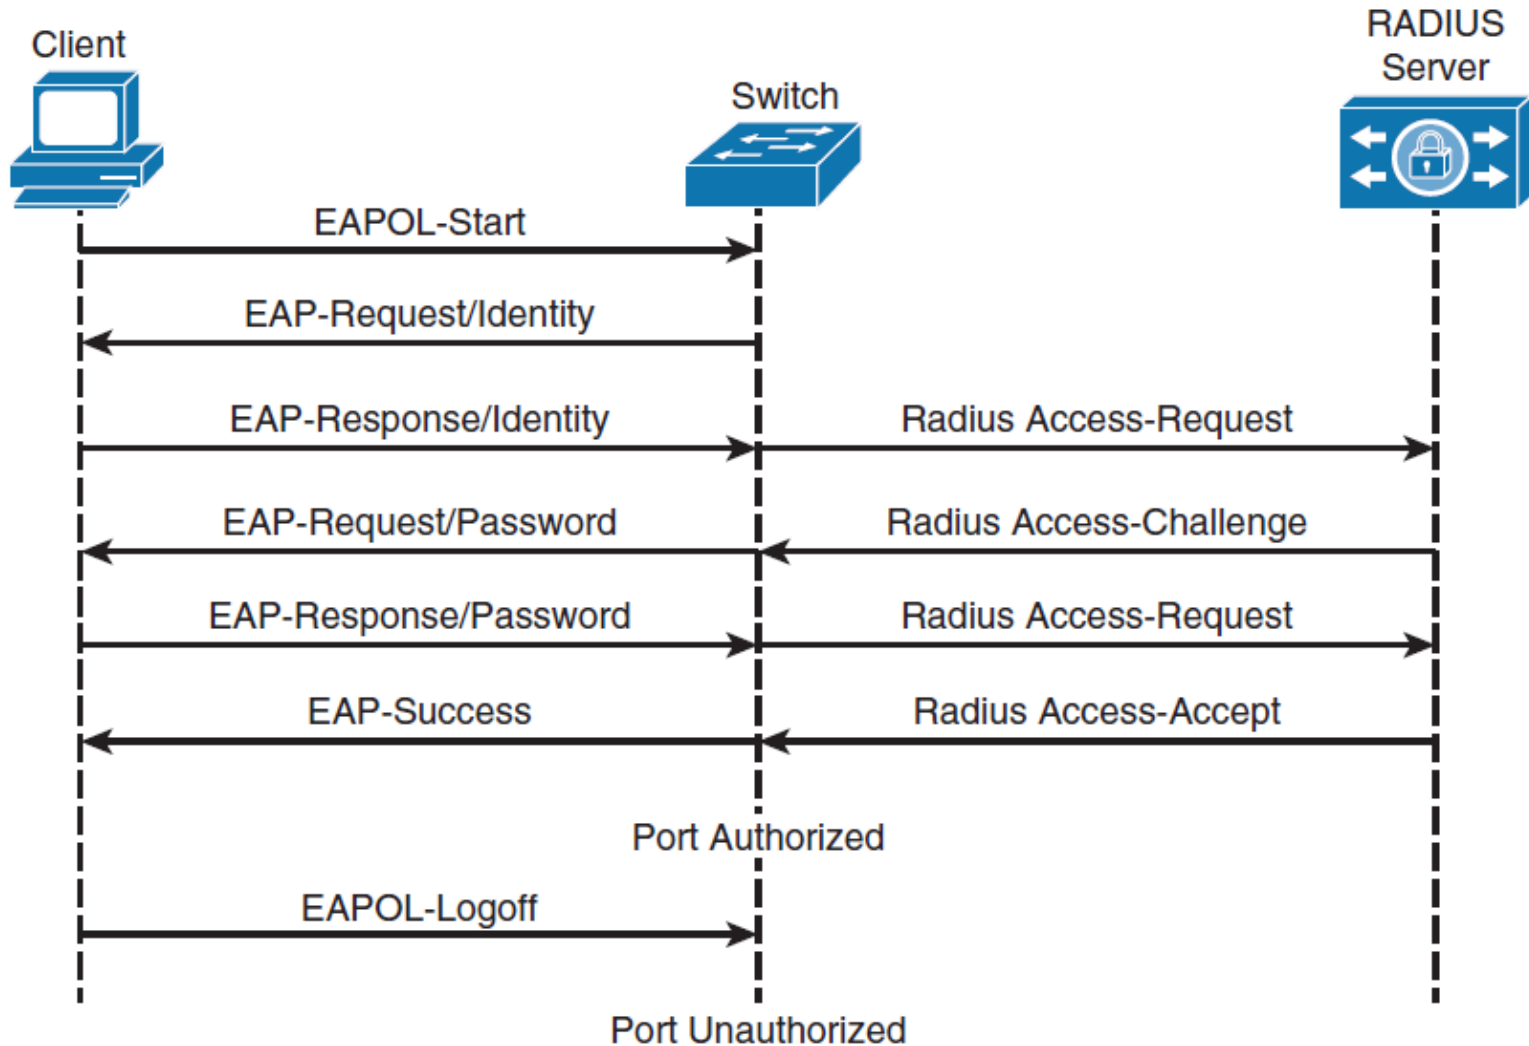 RADIUS
Server
Client
Switch
EAPOL-Start
EAP-Request/Identity
EAP-Response/Identity
Radius Access-Request
EAP-Request/Password
Radius Access-Challenge
EAP-Response/Password
Radius Access-Request
EAP-Success
Radius Access-Accept
Port Authorized
EAPOL-Logoff
Port Unauthorized